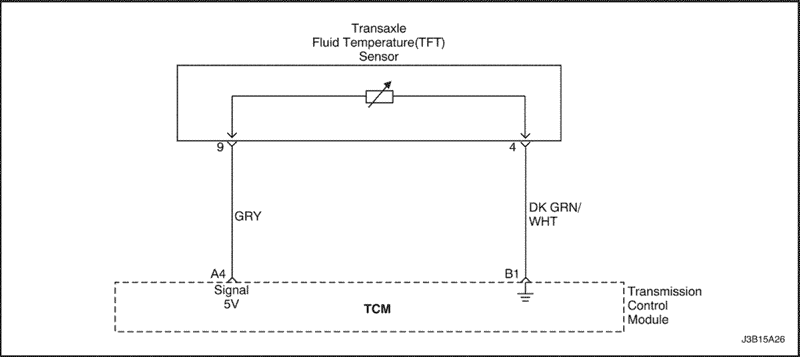 Transaxle
Fluid Temperature(TFT)
Sensor
9
4
GRY
DK GRN/
WHT
A4
B1
Signal
5V
TCM
Transmission
Control
Module
J3B15A26